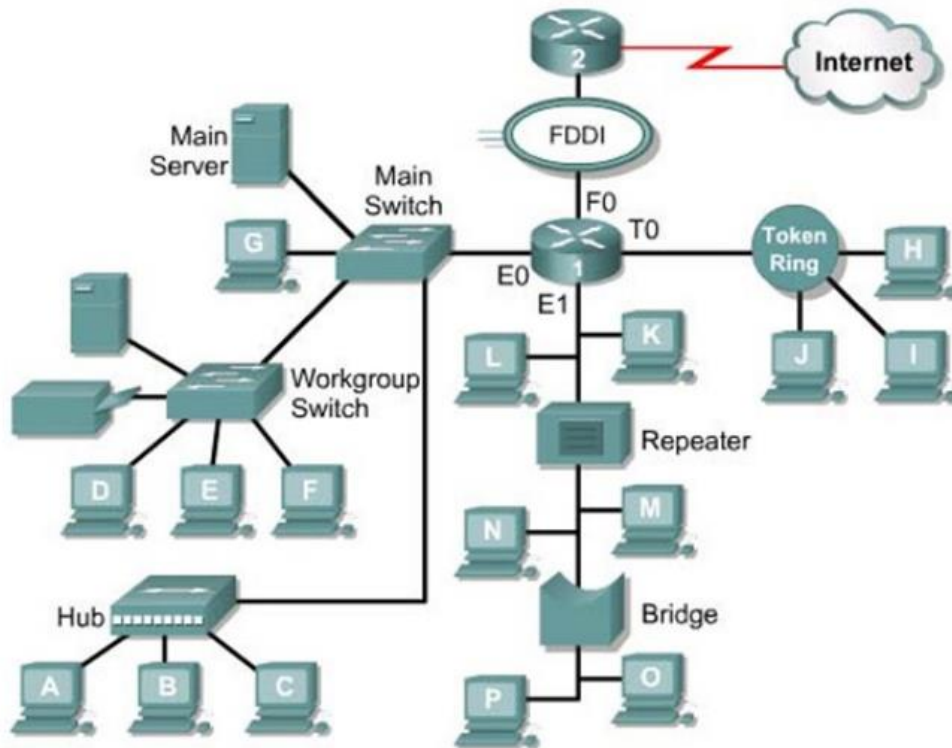 2
Internet
FDDI
Main
Server
Main
Switch
F0
T0
G
E0
1
E1
Token
Ring
H
L
K
J
I
Workgroup
Switch
Repeater
D
E
F
N
M
Hub
Bridge
A
B
C
P
O